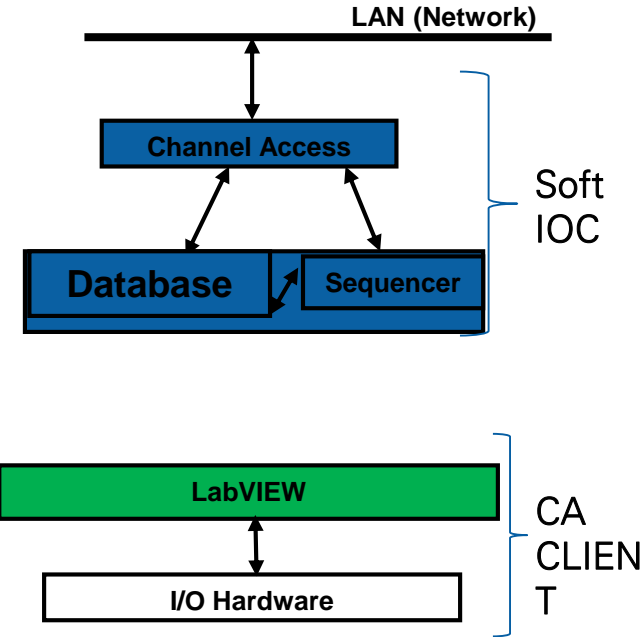 LAN (Network)
Channel Access
Soft
IOC
Database
Sequencer
LabVIEW
CA
CLIEN
T
I/O Hardware